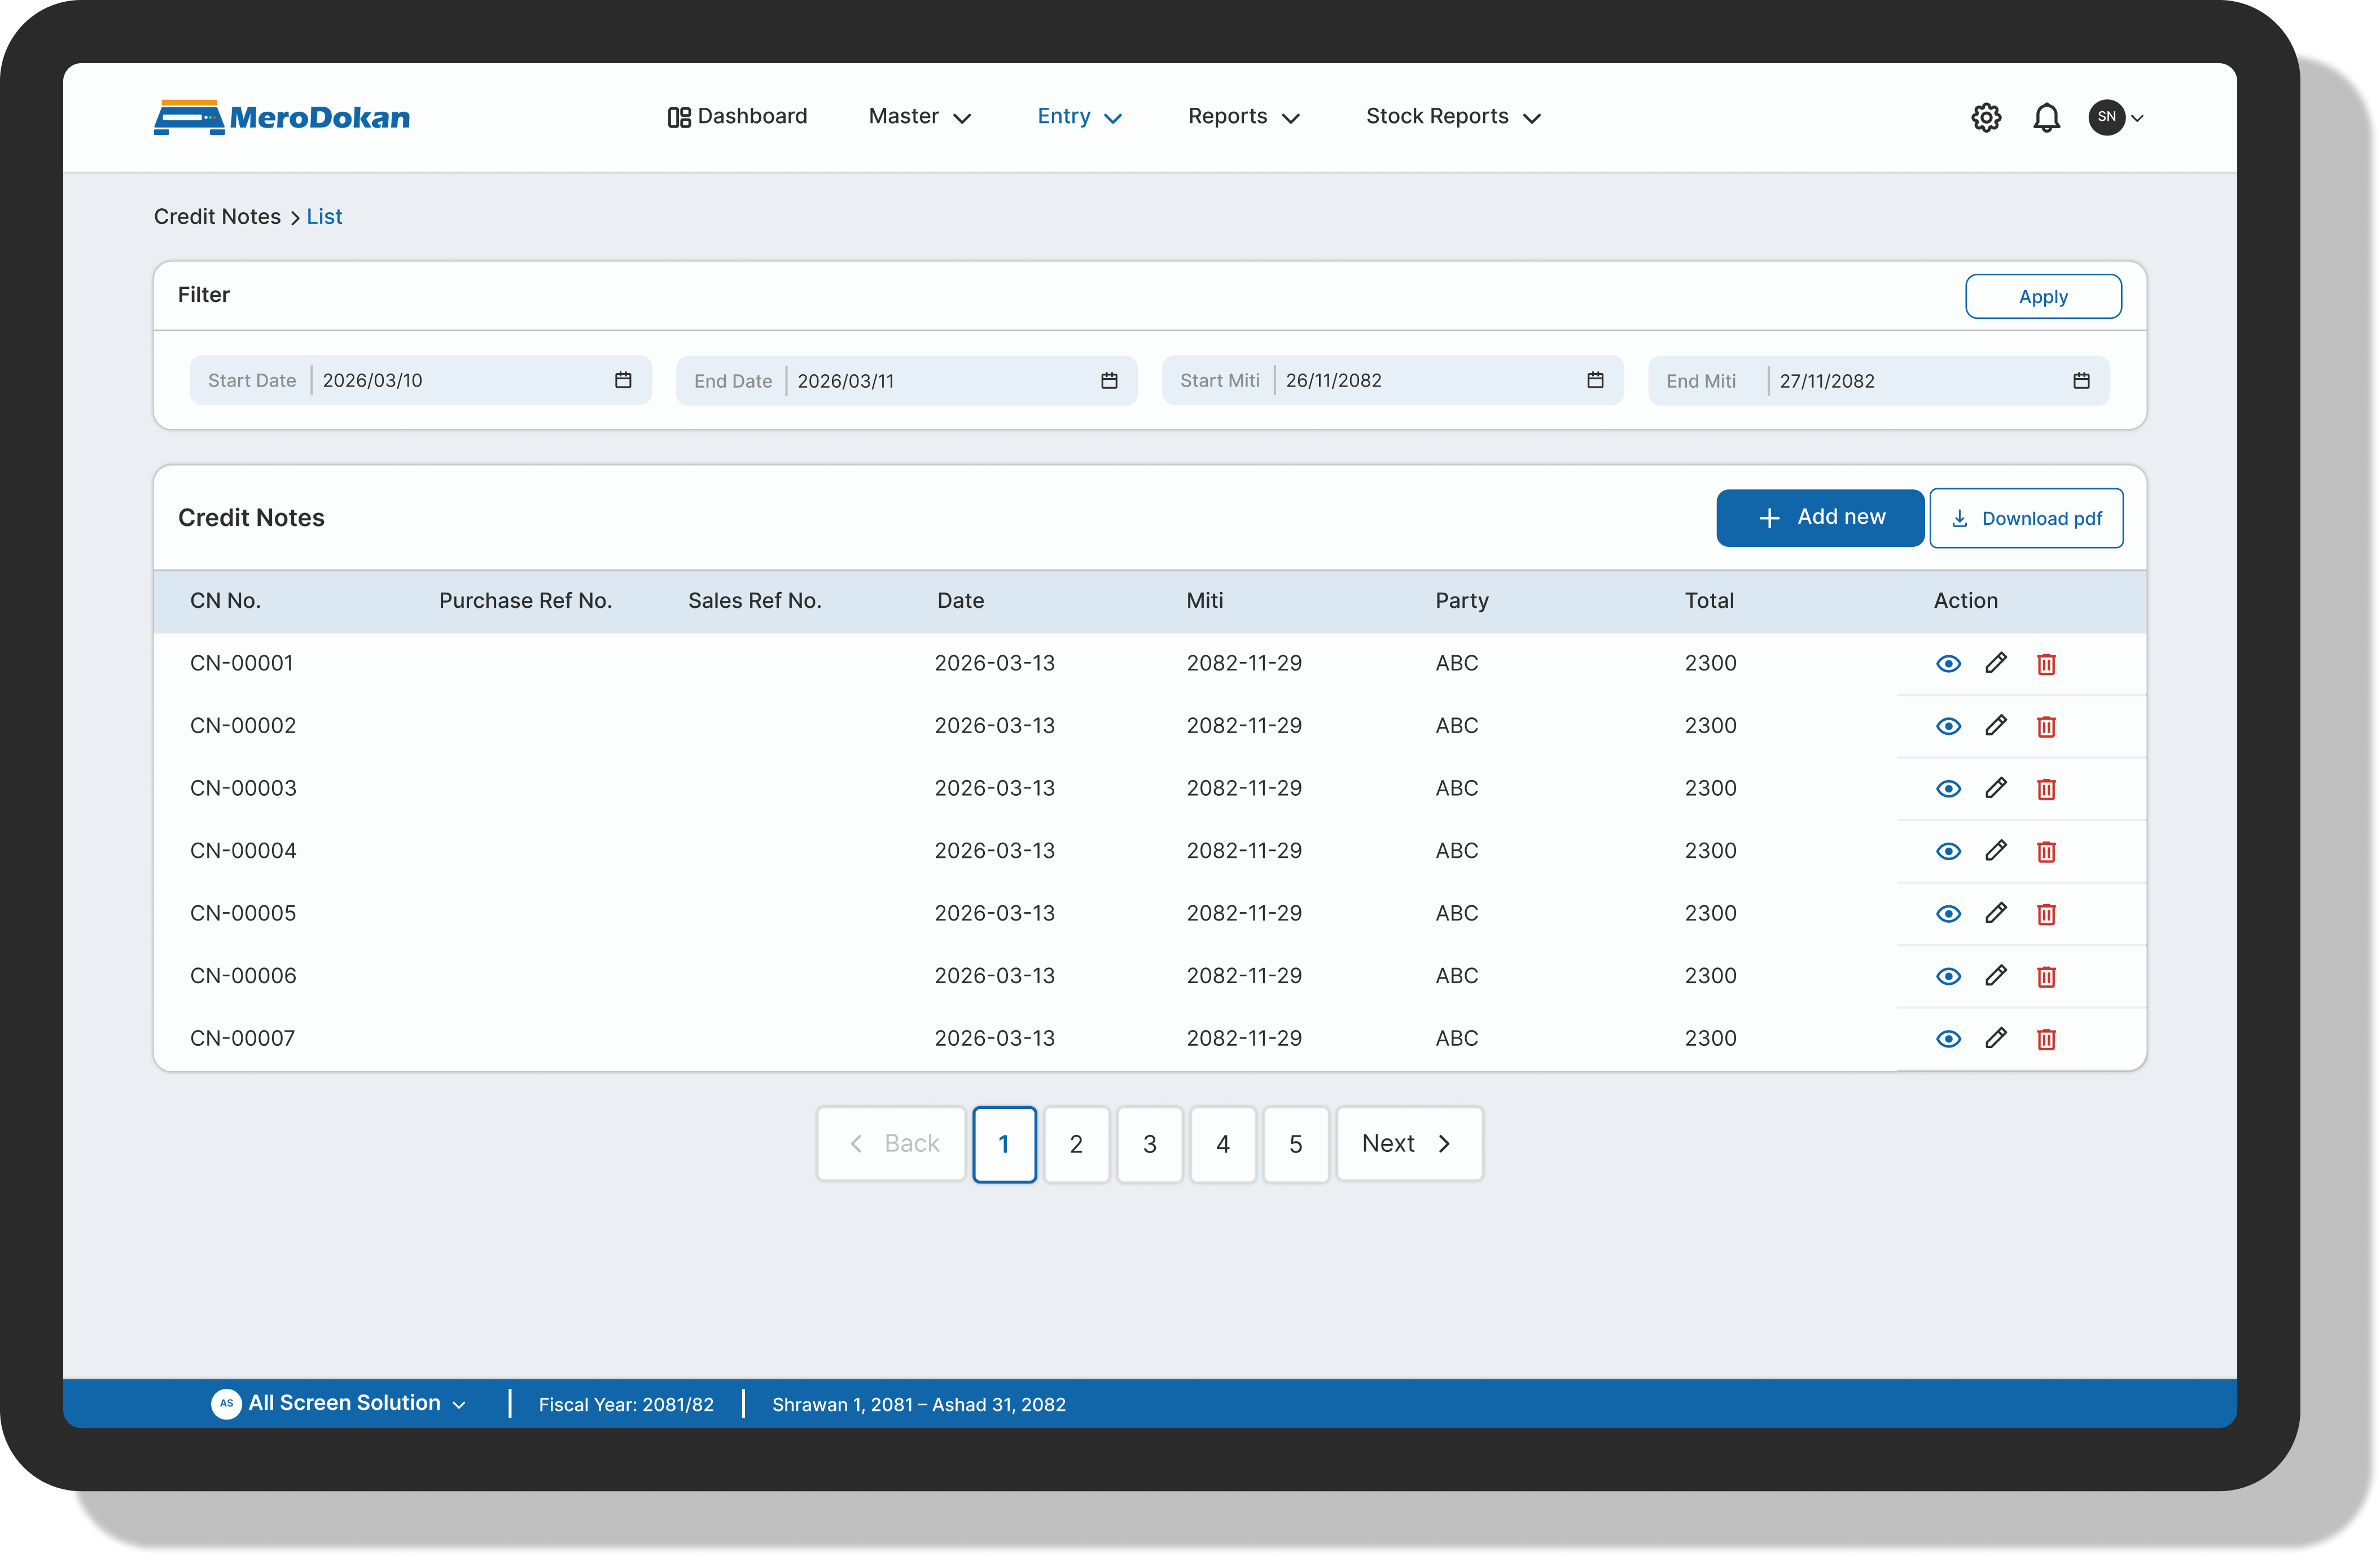 MeroDokan
Dashboard Master Entry Reports Stock Reports SN
Credit Notes > List
Filter Apply
Start Date 2026/03/10 End Date 2026/03/11 Start Miti 26/11/2082 End Miti 27/11/2082
Credit Notes + Add new Download pdf
CN No. Purchase Ref No. Sales Ref No. Date Miti Party Total Action
CN-00001 2026-03-13 2082-11-29 ABC 2300
CN-00002 2026-03-13 2082-11-29 ABC 2300
CN-00003 2026-03-13 2082-11-29 ABC 2300
CN-00004 2026-03-13 2082-11-29 ABC 2300
CN-00005 2026-03-13 2082-11-29 ABC 2300
CN-00006 2026-03-13 2082-11-29 ABC 2300
CN-00007 2026-03-13 2082-11-29 ABC 2300
< Back 1 2 3 4 5 Next >
AS All Screen Solution Fiscal Year: 2081/82 Shrawan 1, 2081 – Ashad 31, 2082